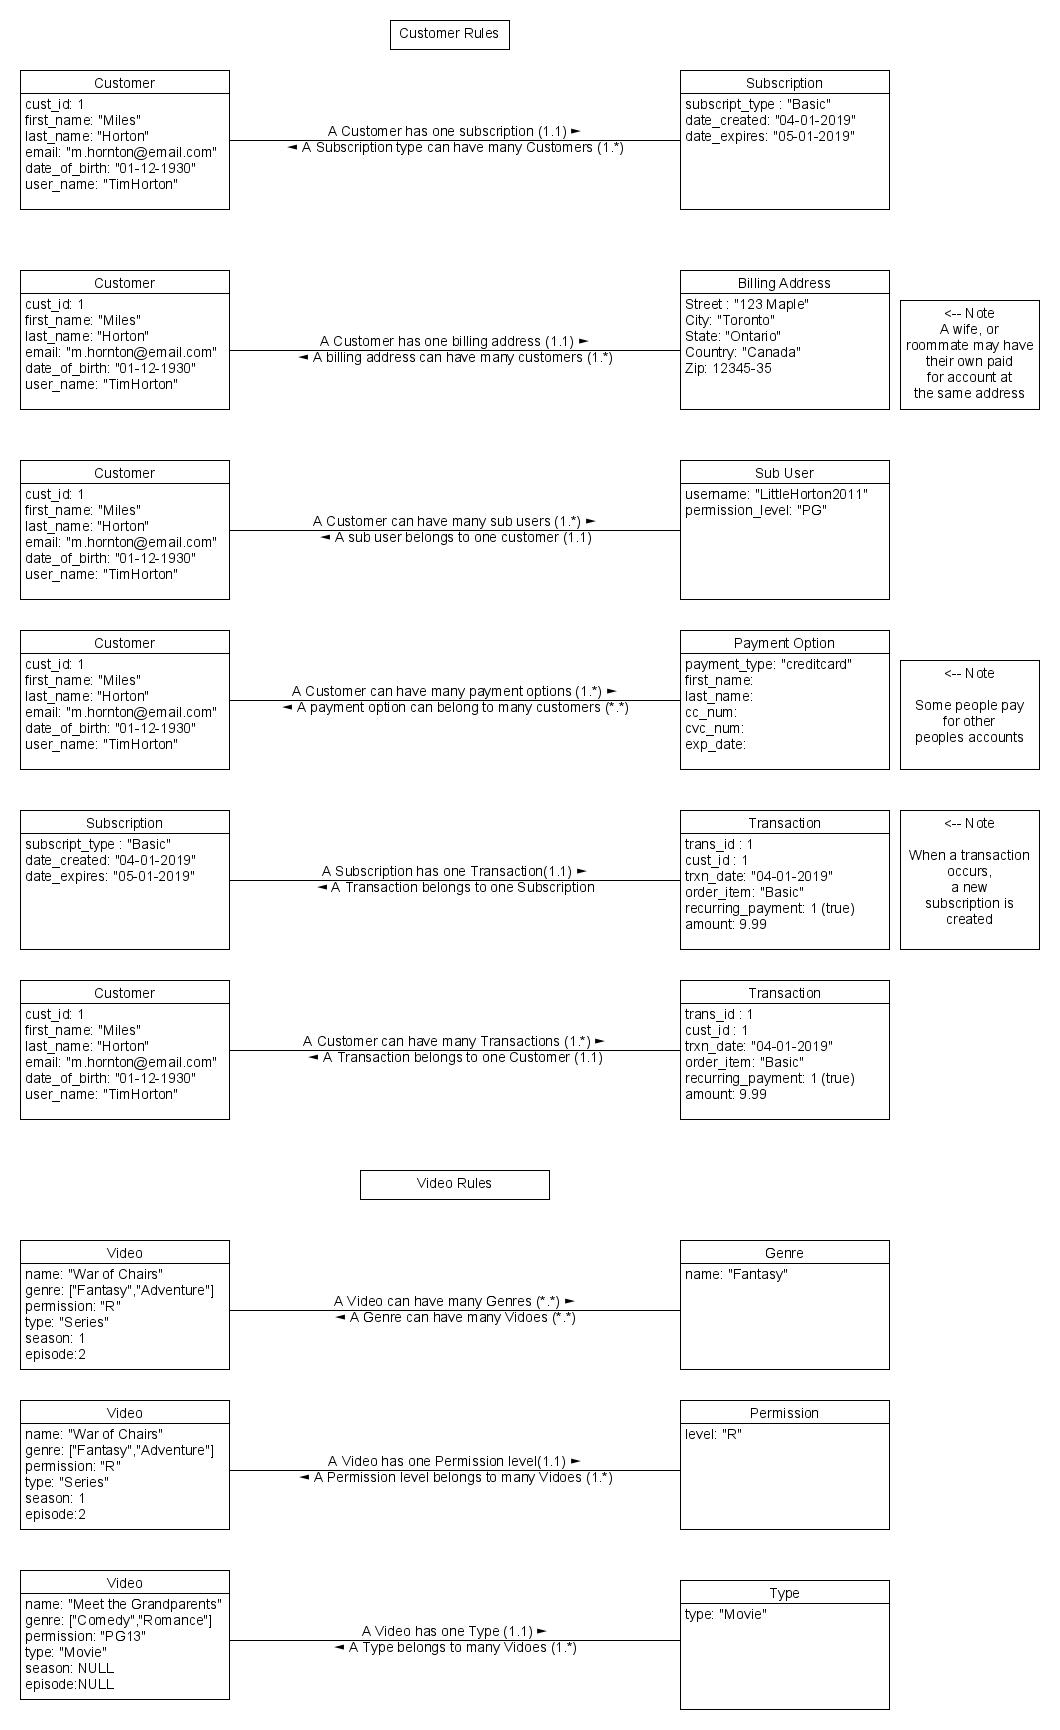 Customer Rules
Customer
cust_id: 1
first_name: "Miles"
last_name: "Horton"
email: "m.hornton@email.com"
date_of_birth: "01-12-1930"
user_name: "TimHorton"
A Customer has one subscription (1.1) ►
◄ A Subscription type can have many Customers (1.*)
Subscription
subscript_type : "Basic"
date_created: "04-01-2019"
date_expires: "05-01-2019"
Customer
cust_id: 1
first_name: "Miles"
last_name: "Horton"
email: "m.hornton@email.com"
date_of_birth: "01-12-1930"
user_name: "TimHorton"
A Customer has one billing address (1.1) ►
◄ A billing address can have many customers (1.*)
Billing Address
Street : "123 Maple"
City: "Toronto"
State: "Ontario"
Country: "Canada"
Zip: 12345-35
<-- Note
A wife, or
roommate may have
their own paid
for account at
the same address
Customer
cust_id: 1
first_name: "Miles"
last_name: "Horton"
email: "m.hornton@email.com"
date_of_birth: "01-12-1930"
user_name: "TimHorton"
A Customer can have many sub users (1.*) ►
◄ A sub user belongs to one customer (1.1)
Sub User
username: "LittleHorton2011"
permission_level: "PG"
Customer
cust_id: 1
first_name: "Miles"
last_name: "Horton"
email: "m.hornton@email.com"
date_of_birth: "01-12-1930"
user_name: "TimHorton"
A Customer can have many payment options (1.*) ►
◄ A payment option can belong to many customers (*.*)
Payment Option
payment_type: "creditcard"
first_name:
last_name:
cc_num:
cvc_num:
exp_date:
<-- Note
Some people pay
for other
peoples accounts
Subscription
subscript_type : "Basic"
date_created: "04-01-2019"
date_expires: "05-01-2019"
A Subscription has one Transaction(1.1) ►
◄ A Transaction belongs to one Subscription
Transaction
trans_id : 1
cust_id : 1
trxn_date: "04-01-2019"
order_item: "Basic"
recurring_payment: 1 (true)
amount: 9.99
<-- Note
When a transaction
occurs,
a new
subscription is
created
Customer
cust_id: 1
first_name: "Miles"
last_name: "Horton"
email: "m.hornton@email.com"
date_of_birth: "01-12-1930"
user_name: "TimHorton"
A Customer can have many Transactions (1.*) ►
◄ A Transaction belongs to one Customer (1.1)
Transaction
trans_id : 1
cust_id : 1
trxn_date: "04-01-2019"
order_item: "Basic"
recurring_payment: 1 (true)
amount: 9.99
Video Rules
Video
name: "War of Chairs"
genre: ["Fantasy","Adventure"]
permission: "R"
type: "Series"
season: 1
episode:2
A Video can have many Genres (*.*) ►
◄ A Genre can have many Vidoes (*.*)
Genre
name: "Fantasy"
Video
name: "War of Chairs"
genre: ["Fantasy","Adventure"]
permission: "R"
type: "Series"
season: 1
episode:2
A Video has one Permission level(1.1) ►
◄ A Permission level belongs to many Vidoes (1.*)
Permission
level: "R"
Video
name: "Meet the Grandparents"
genre: ["Comedy","Romance"]
permission: "PG13"
type: "Movie"
season: NULL
episode:NULL
A Video has one Type (1.1) ►
◄ A Type belongs to many Vidoes (1.*)
Type
type: "Movie"